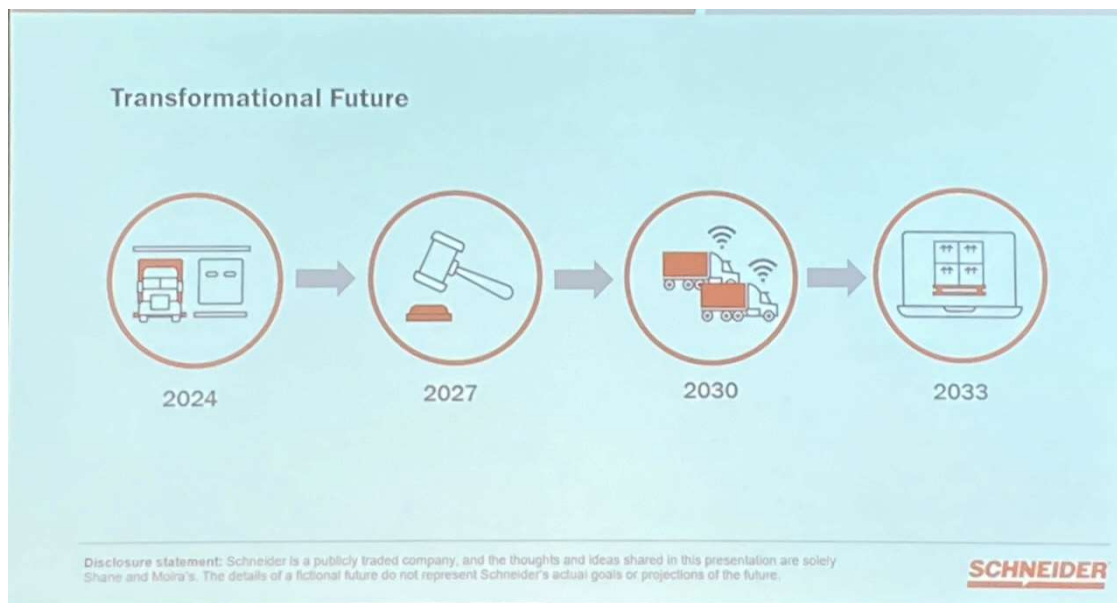 Transformational Future
2024
2027
2030
2033
Disclosure statement: Schneider is a publicly traded company, and the thoughts and ideas shared in this presentation are solely
Shane and Moira's. The details of a fictional future do not represent Schneider's actual goals or projections of the future.
SCHNEIDER